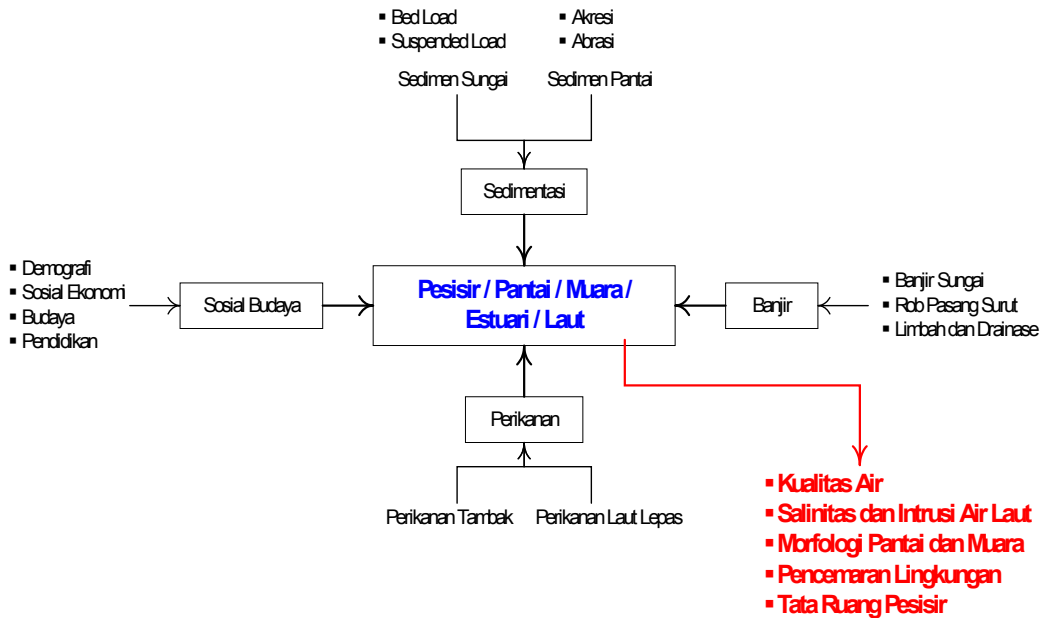 ▪ Bed Load
▪ Suspended Load
▪ Akresi
▪ Abrasi
Sedimen Sungai
Sedimen Pantai
Sedimentasi
▪ Demografi
▪ Sosial Ekonomi
▪ Budaya
▪ Pendidikan
Sosial Budaya
Pesisir / Pantai / Muara /
Estuari / Laut
Banjir
▪ Banjir Sungai
▪ Rob Pasang Surut
▪ Limbah dan Drainase
Perikanan
Perikanan Tambak
Perikanan Laut Lepas
▪ Kualitas Air
▪ Salinitas dan Intrusi Air Laut
▪ Morfologi Pantai dan Muara
▪ Pencemaran Lingkungan
▪ Tata Ruang Pesisir